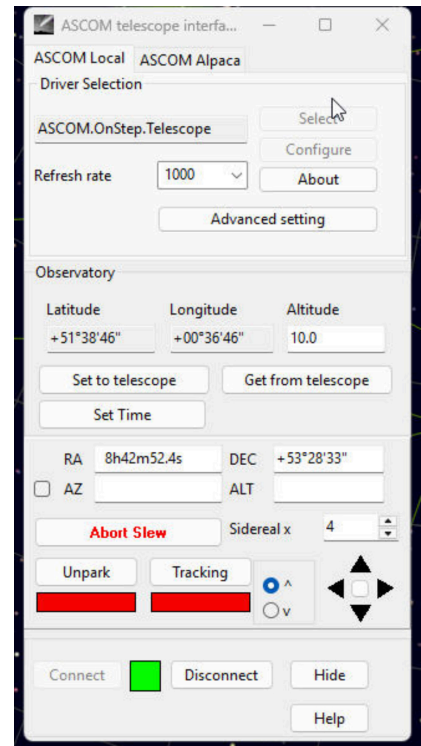 ASCOM telescope interfa...
ASCOM Local ASCOM Alpaca
Driver Selection
ASCOM.OnStep.Telescope
Select
Configure
Refresh rate 1000
About
Advanced setting
Observatory
Latitude Longitude Altitude
+51°38'46" +00°36'46" 10.0
Set to telescope Get from telescope
Set Time
RA 8h42m52.4s DEC +53°28'33"
AZ ALT
Abort Slew Sidereal x 4
Unpark Tracking
^
v
Connect Disconnect Hide
Help